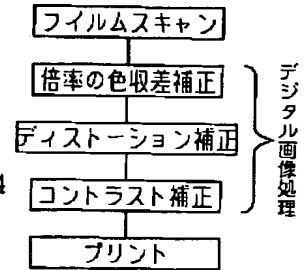 フイルムスキャン
倍率の色収差補正
ディストーション補正
コントラスト補正
プリント
デジタル画像処理
4